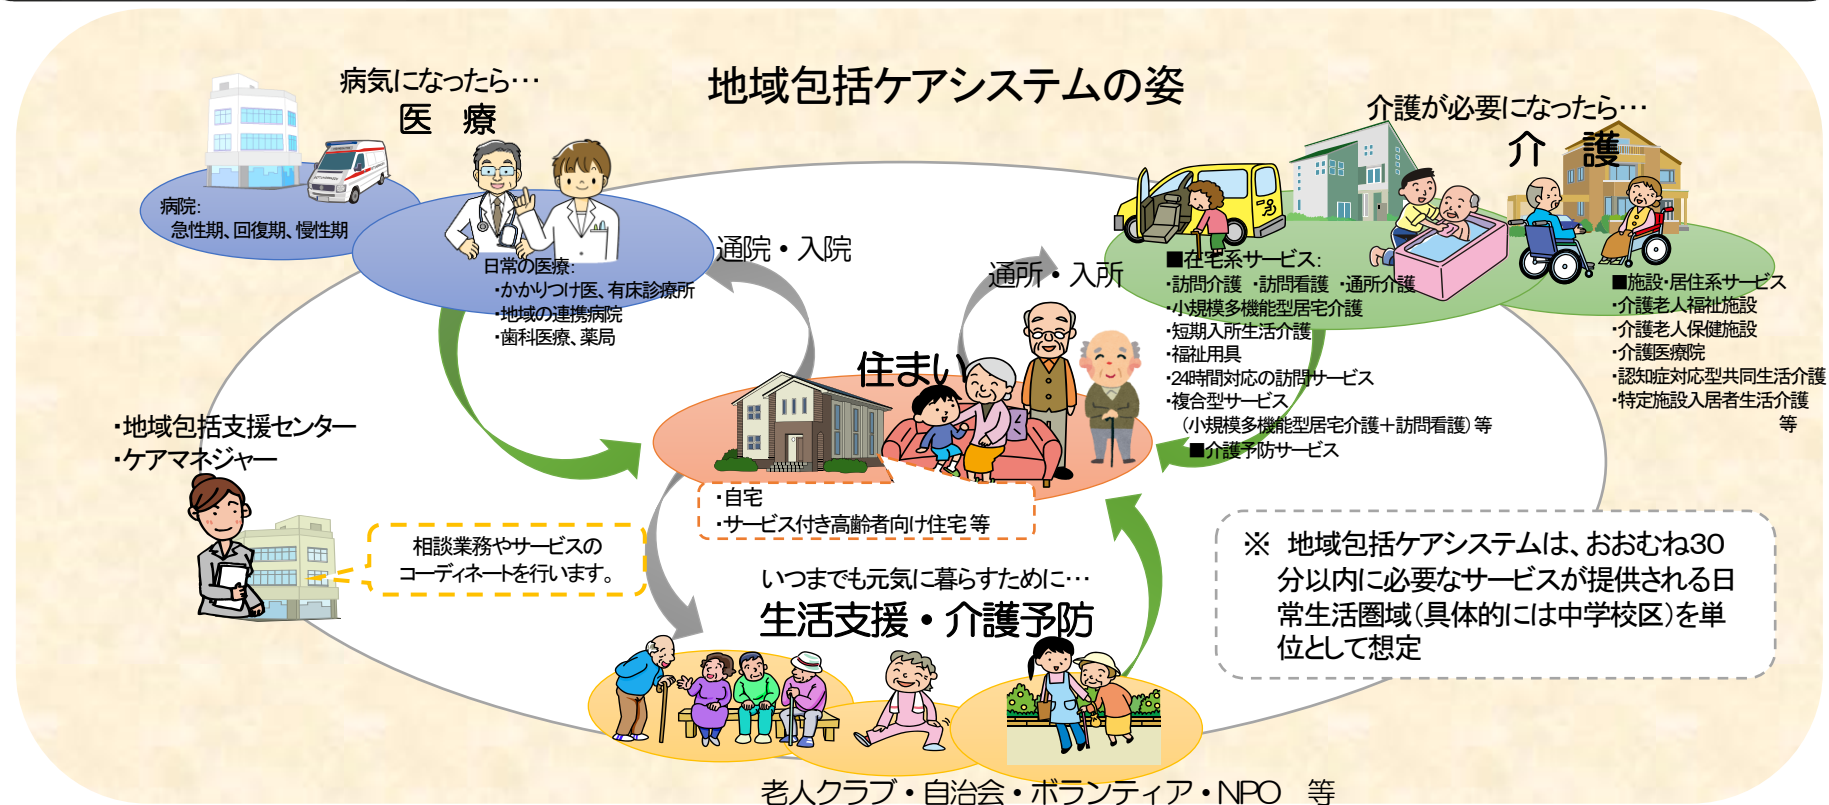 地域包括ケアシステムの姿
病気になったら…
医　療
病院：
急性期、回復期、慢性期
日常の医療：
・かかりつけ医、有床診療所
・地域の連携病院
・歯科医療、薬局
通院・入院
通所・入所
介護が必要になったら…
介　護
■在宅系サービス：
・訪問介護　・訪問看護　・通所介護
・小規模多機能型居宅介護
・短期入所生活介護
・福祉用具
・24時間対応の訪問サービス
・複合型サービス
（小規模多機能型居宅介護＋訪問看護）等
■介護予防サービス
■施設・居住系サービス
・介護老人福祉施設
・介護老人保健施設
・介護医療院
・認知症対応型共同生活介護
・特定施設入居者生活介護
等
住まい
・自宅
・サービス付き高齢者向け住宅 等
・地域包括支援センター
・ケアマネジャー
相談業務やサービスの
コーディネートを行います。
いつまでも元気に暮らすために…
生活支援・介護予防
老人クラブ・自治会・ボランティア・NPO　等
※　地域包括ケアシステムは、おおむね30
分以内に必要なサービスが提供される日
常生活圏域（具体的には中学校区）を単
位として想定